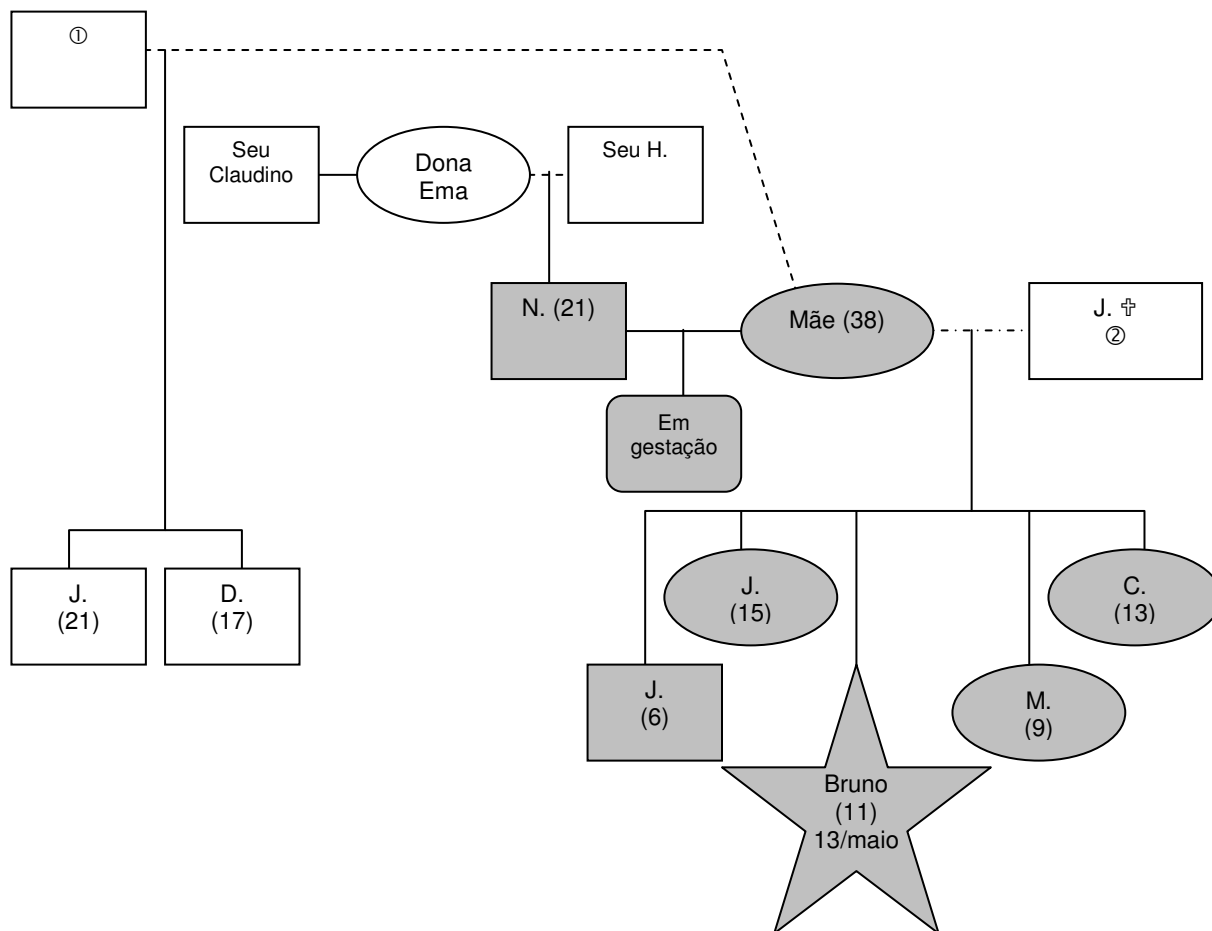 ①
Seu
Claudino
Dona
Ema
Seu H.
N. (21)
Mãe (38)
J. ✞
②
Em
gestação
J.
(21)
D.
(17)
J.
(15)
C.
(13)
J.
(6)
M.
(9)
Bruno
(11)
13/maio